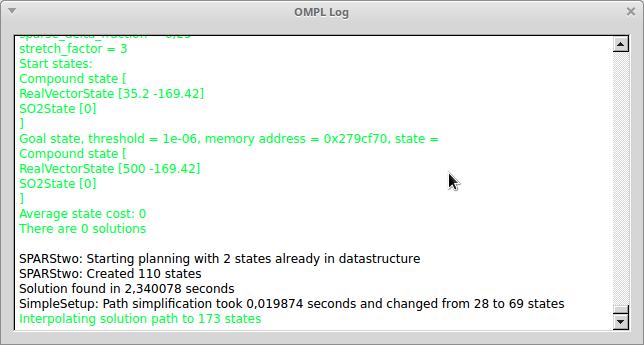 OMPL Log
sparse_delta_fraction = 0,25
stretch_factor = 3
Start states:
Compound state [
RealVectorState [35.2 -169.42]
SO2State [0]
]
Goal state, threshold = 1e-06, memory address = 0x279cf70, state =
Compound state [
RealVectorState [500 -169.42]
SO2State [0]
]
Average state cost: 0
There are 0 solutions
SPARStwo: Starting planning with 2 states already in datastructure
SPARStwo: Created 110 states
Solution found in 2,340078 seconds
SimpleSetup: Path simplification took 0,019874 seconds and changed from 28 to 69 states
Interpolating solution path to 173 states